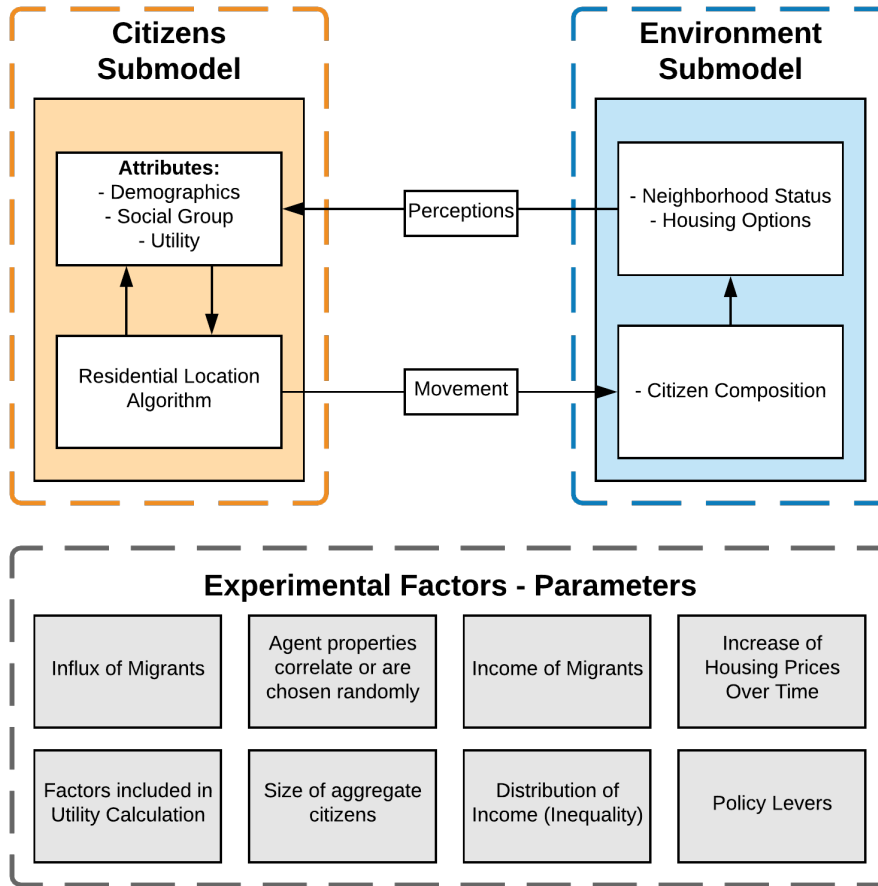 Citizens
Submodel
Attributes:
- Demographics
- Social Group
- Utility
Residential Location
Algorithm
Perceptions
Movement
Environment
Submodel
- Neighborhood Status
- Housing Options
- Citizen Composition
Experimental Factors - Parameters
Influx of Migrants
Agent properties
correlate or are
chosen randomly
Income of Migrants
Increase of
Housing Prices
Over Time
Factors included in
Utility Calculation
Size of aggregate
citizens
Distribution of
Income (Inequality)
Policy Levers